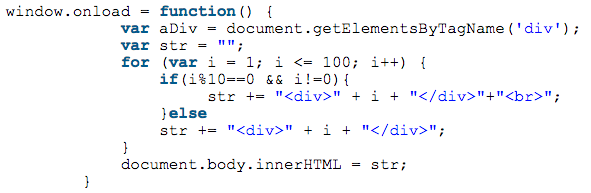 window.onload = function() {
var aDiv = document.getElementsByTagName('div');
var str = "";
for (var i = 1; i <= 100; i++) {
if(i%10==0 && i!=0){
str += "<div>" + i + "</div>"+"<br>";
}else
str += "<div>" + i + "</div>";
}
document.body.innerHTML = str;
}